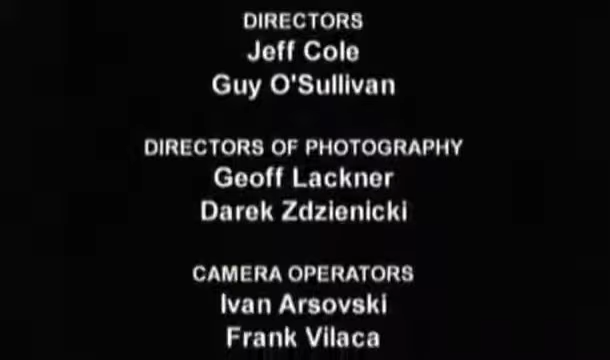 DIRECTORS
Jeff Cole
Guy O'Sullivan
DIRECTORS OF PHOTOGRAPHY
Geoff Lackner
Darek Zdzienicki
CAMERA OPERATORS
Ivan Arsovski
Frank Vilaca